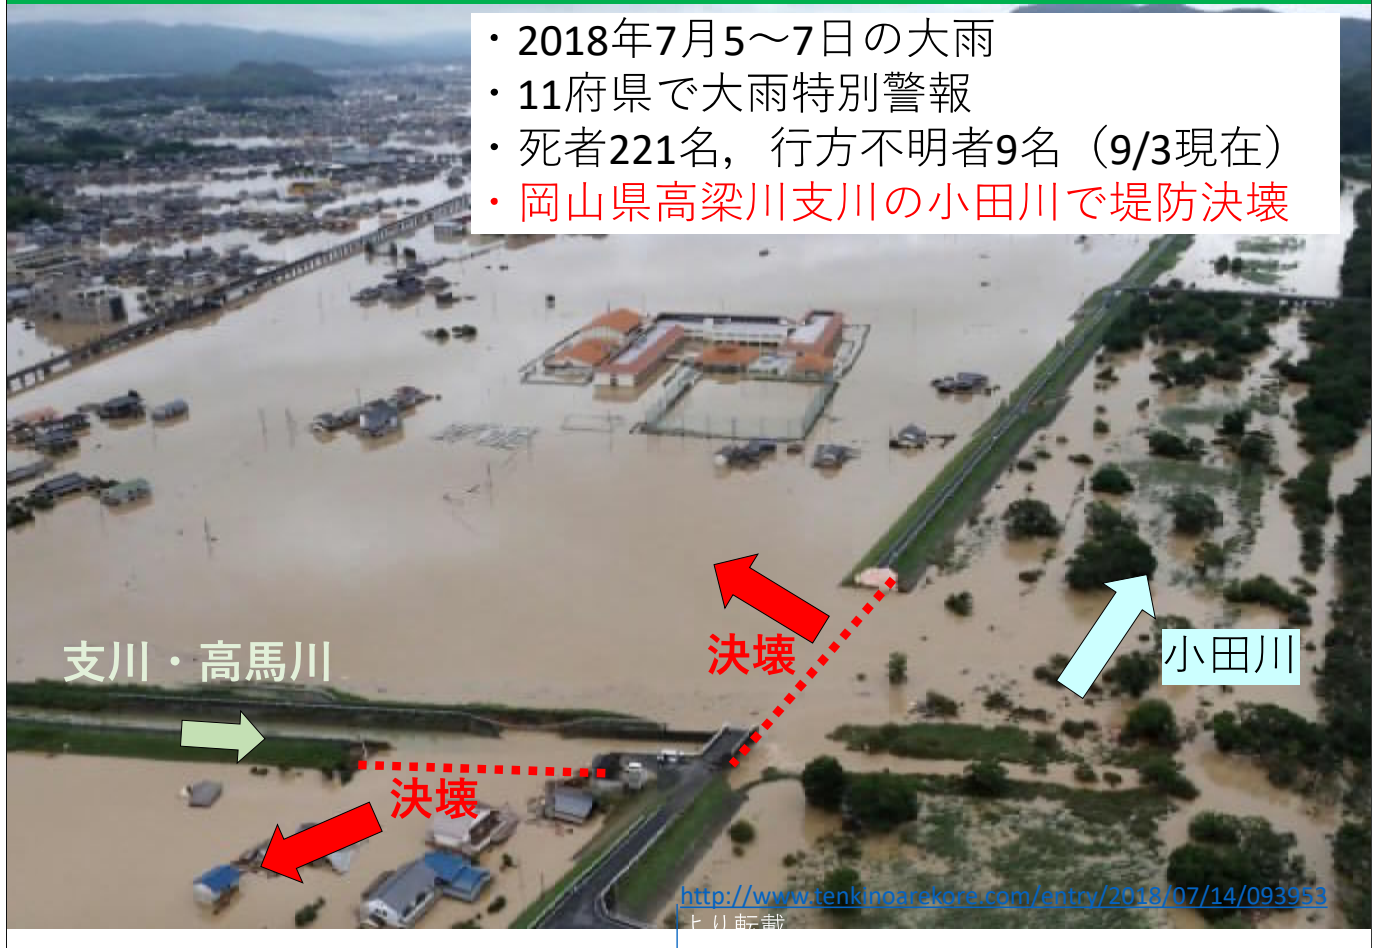 ・2018年7月5～7日の大雨
・11府県で大雨特別警報
・死者221名，行方不明者9名（9/3現在）
・岡山県高梁川支川の小田川で堤防決壊
決壊
小田川
支川・高馬川
決壊
http://www.tenkinoarekore.com/entry/2018/07/14/093953
より転載